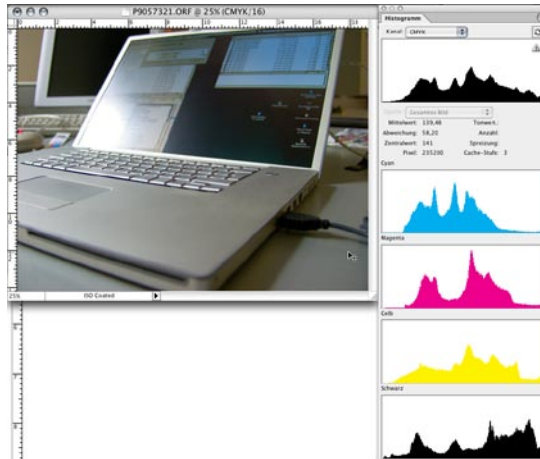 P9057321.ORF @ 25% (CMYK/16)
25%
ISO Coated
Histogramm
Kanal: CMYK
Quelle: Gesamtes Bild
Mittelwert: 139,48
Tonwert:
Abweichung: 58,20
Anzahl:
Zentralwert: 141
Spreizung:
Pixel: 235200
Cache-Stufe: 3
Cyan
Magenta
Gelb
Schwarz